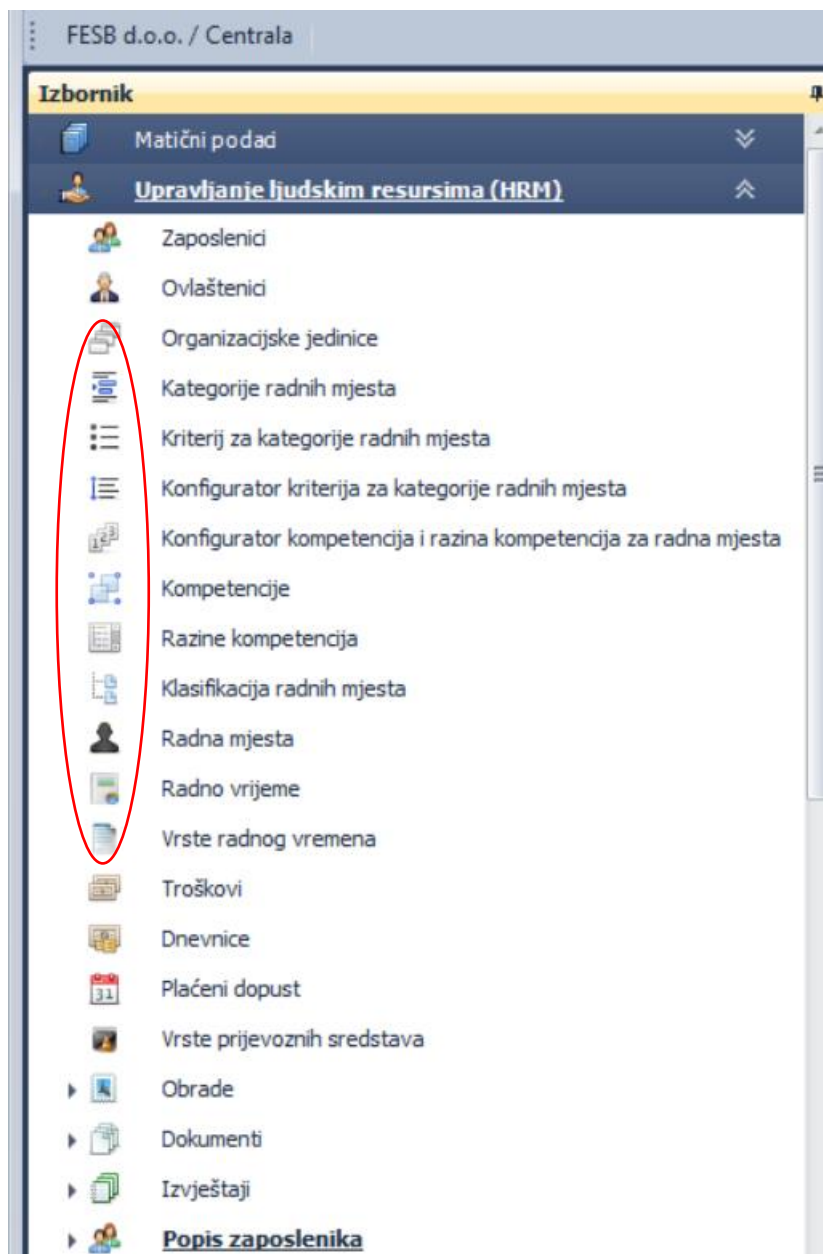 FESB d.o.o. / Centrala
Izbornik
Matični podaci
Upravljanje ljudskim resursima (HRM)
Zaposlenici
Ovlaštenici
Organizacijske jedinice
Kategorije radnih mjesta
Kriterij za kategorije radnih mjesta
Konfigurator kriterija za kategorije radnih mjesta
Konfigurator kompetencija i razina kompetencija za radna mjesta
Kompetencije
Razine kompetencija
Klasifikacija radnih mjesta
Radna mjesta
Radno vrijeme
Vrste radnog vremena
Troškovi
Dnevnice
31 Plaćeni dopust
Vrste prijevoznih sredstava
Obrade
Dokumenti
Izvještaji
Popis zaposlenika